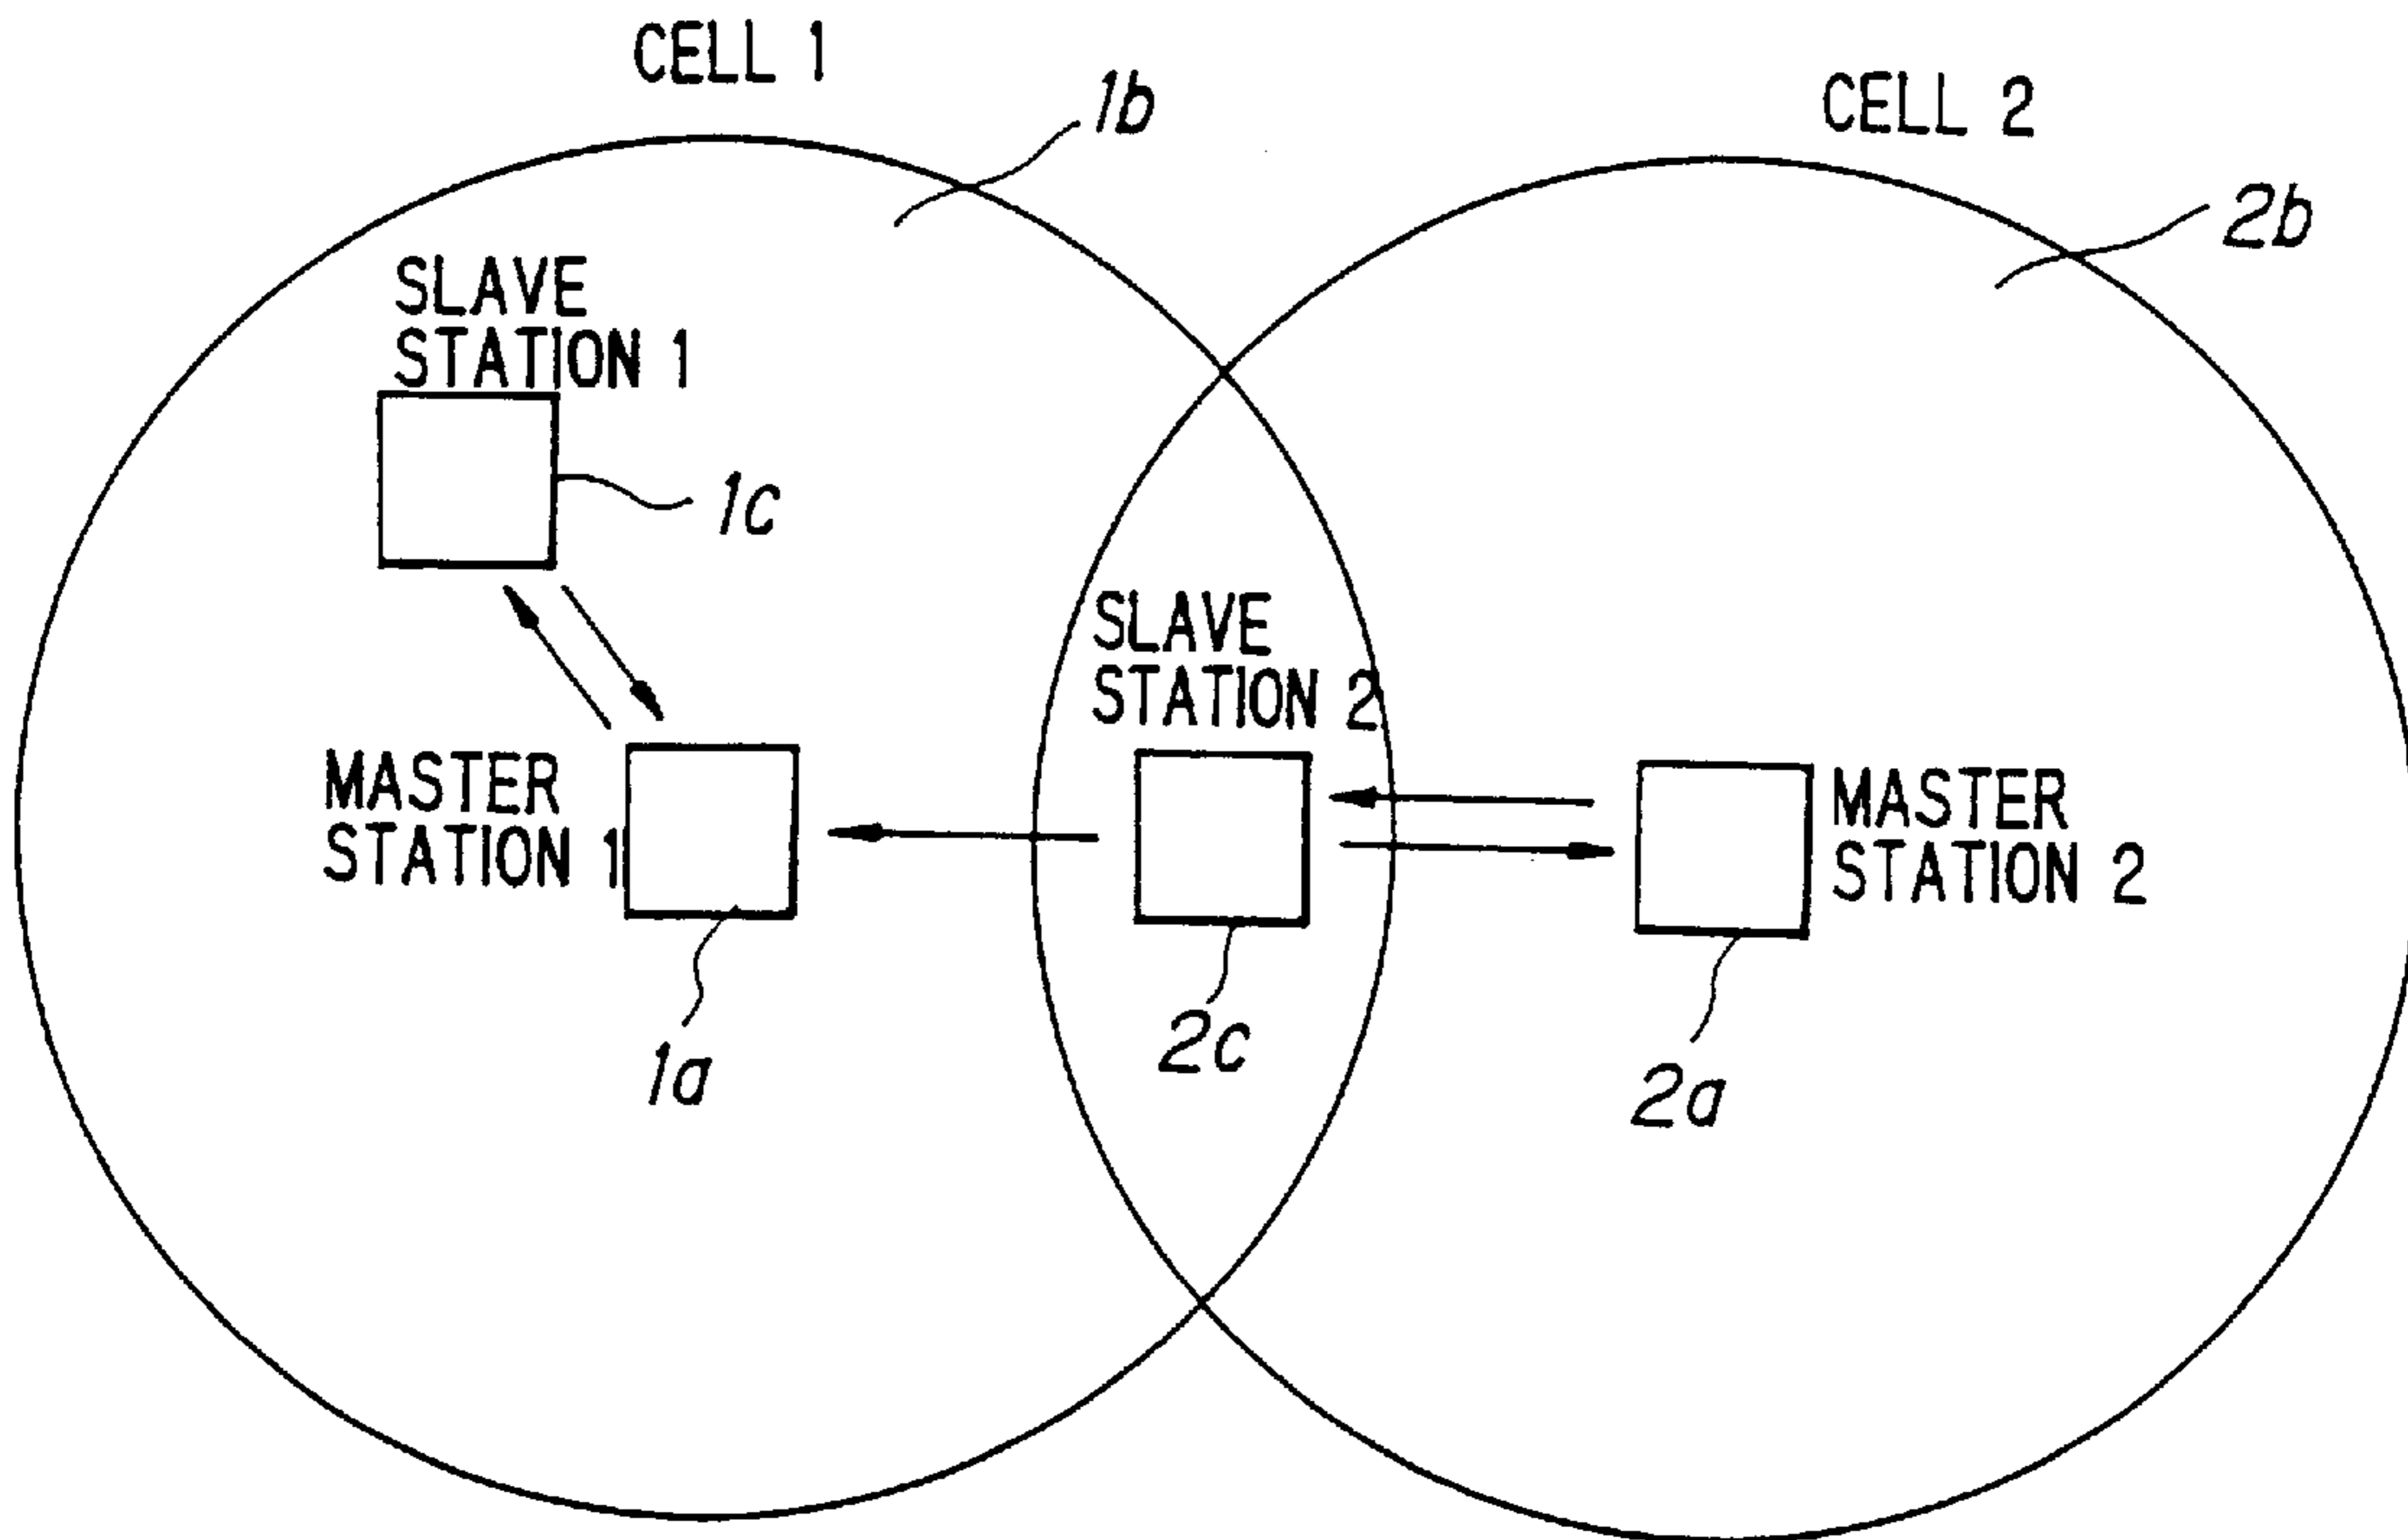 CELL 1
1b
CELL 2
2b
SLAVE
STATION 1
1c
SLAVE
STATION 2
MASTER
STATION 1
MASTER
STATION 2
1a
2c
2a